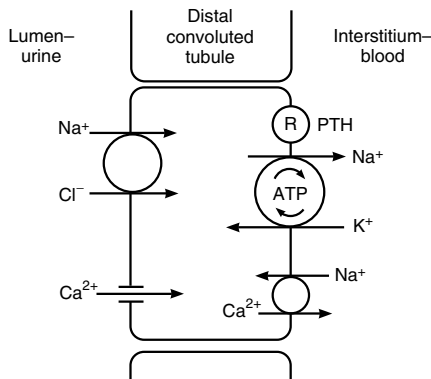 Lumen–
urine
Distal
convoluted
tubule
Interstitium–
blood
R
PTH
Na⁺
Cl⁻
Na⁺
ATP
K⁺
Ca²⁺
Na⁺
Ca²⁺